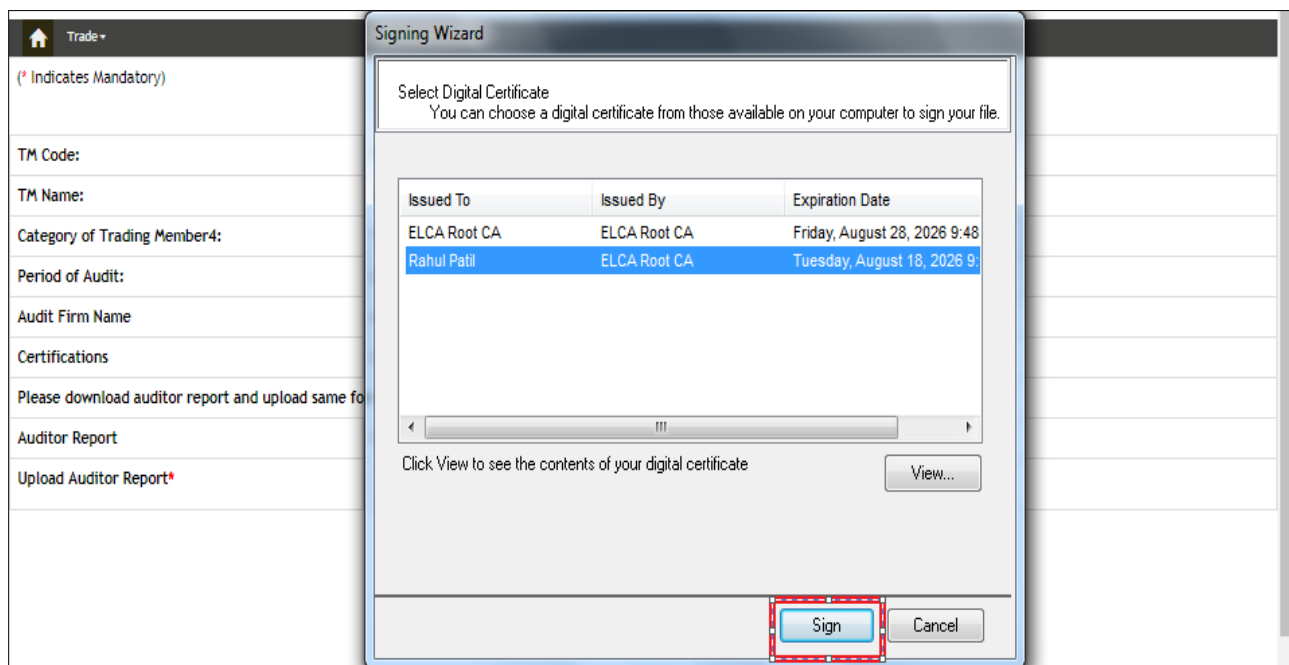 Trade
(* Indicates Mandatory)
TM Code:
TM Name:
Category of Trading Member4:
Period of Audit:
Audit Firm Name
Certifications
Please download auditor report and upload same fo
Auditor Report
Upload Auditor Report*
Signing Wizard
Select Digital Certificate
You can choose a digital certificate from those available on your computer to sign your file.
Issued To Issued By Expiration Date
ELCA Root CA ELCA Root CA Friday, August 28, 2026 9:48
Rahul Patil ELCA Root CA Tuesday, August 18, 2026 9:
Click View to see the contents of your digital certificate
View...
Sign Cancel